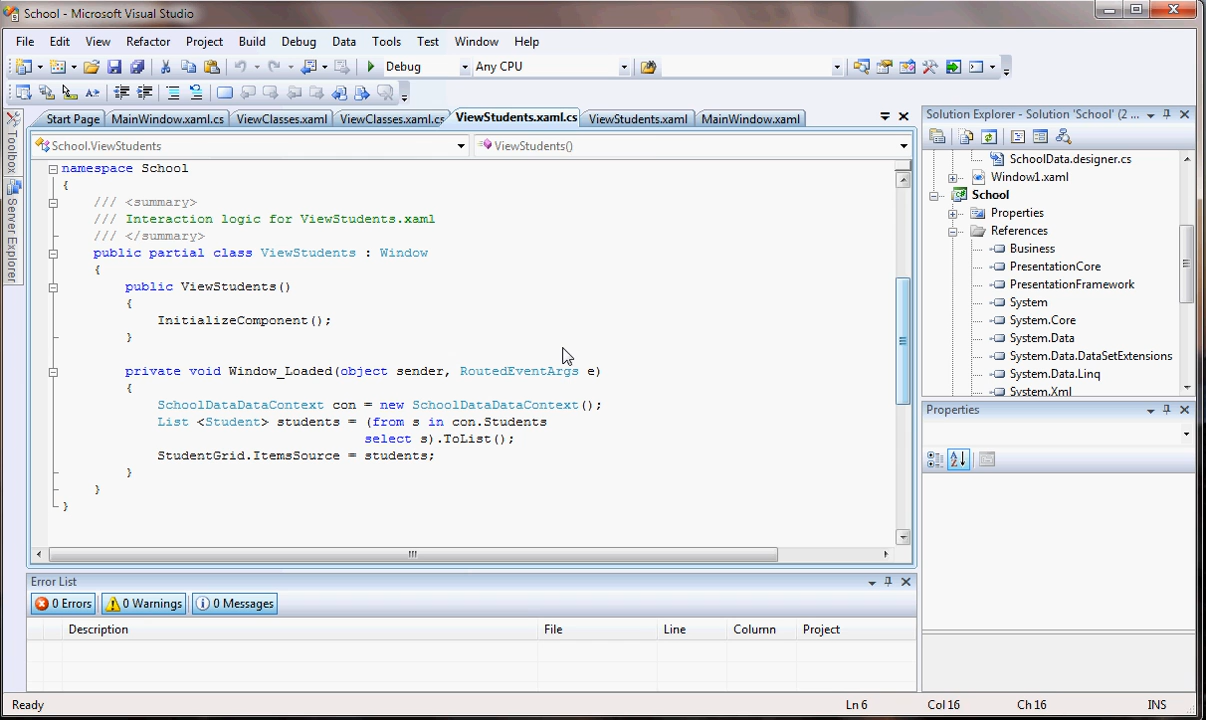 School - Microsoft Visual Studio
File Edit View Refactor Project Build Debug Data Tools Test Window Help
Debug Any CPU
Start Page MainWindow.xaml.cs ViewClasses.xaml ViewClasses.xaml.cs ViewStudents.xaml.cs ViewStudents.xaml MainWindow.xaml
School.ViewStudents ViewStudents()
namespace School
{
/// <summary>
/// Interaction logic for ViewStudents.xaml
/// </summary>
public partial class ViewStudents : Window
{
public ViewStudents()
{
InitializeComponent();
}
private void Window_Loaded(object sender, RoutedEventArgs e)
{
SchoolDataDataContext con = new SchoolDataDataContext();
List <Student> students = (from s in con.Students
select s).ToList();
StudentGrid.ItemsSource = students;
}
}
}
Toolbox
Server Explorer
Solution Explorer - Solution 'School' (2 ...
SchoolData.designer.cs
Window1.xaml
School
Properties
References
Business
PresentationCore
PresentationFramework
System
System.Core
System.Data
System.Data.DataSetExtensions
System.Data.Linq
System.Xml
Properties
Error List
0 Errors 0 Warnings 0 Messages
Description File Line Column Project
Ready Ln 6 Col 16 Ch 16 INS